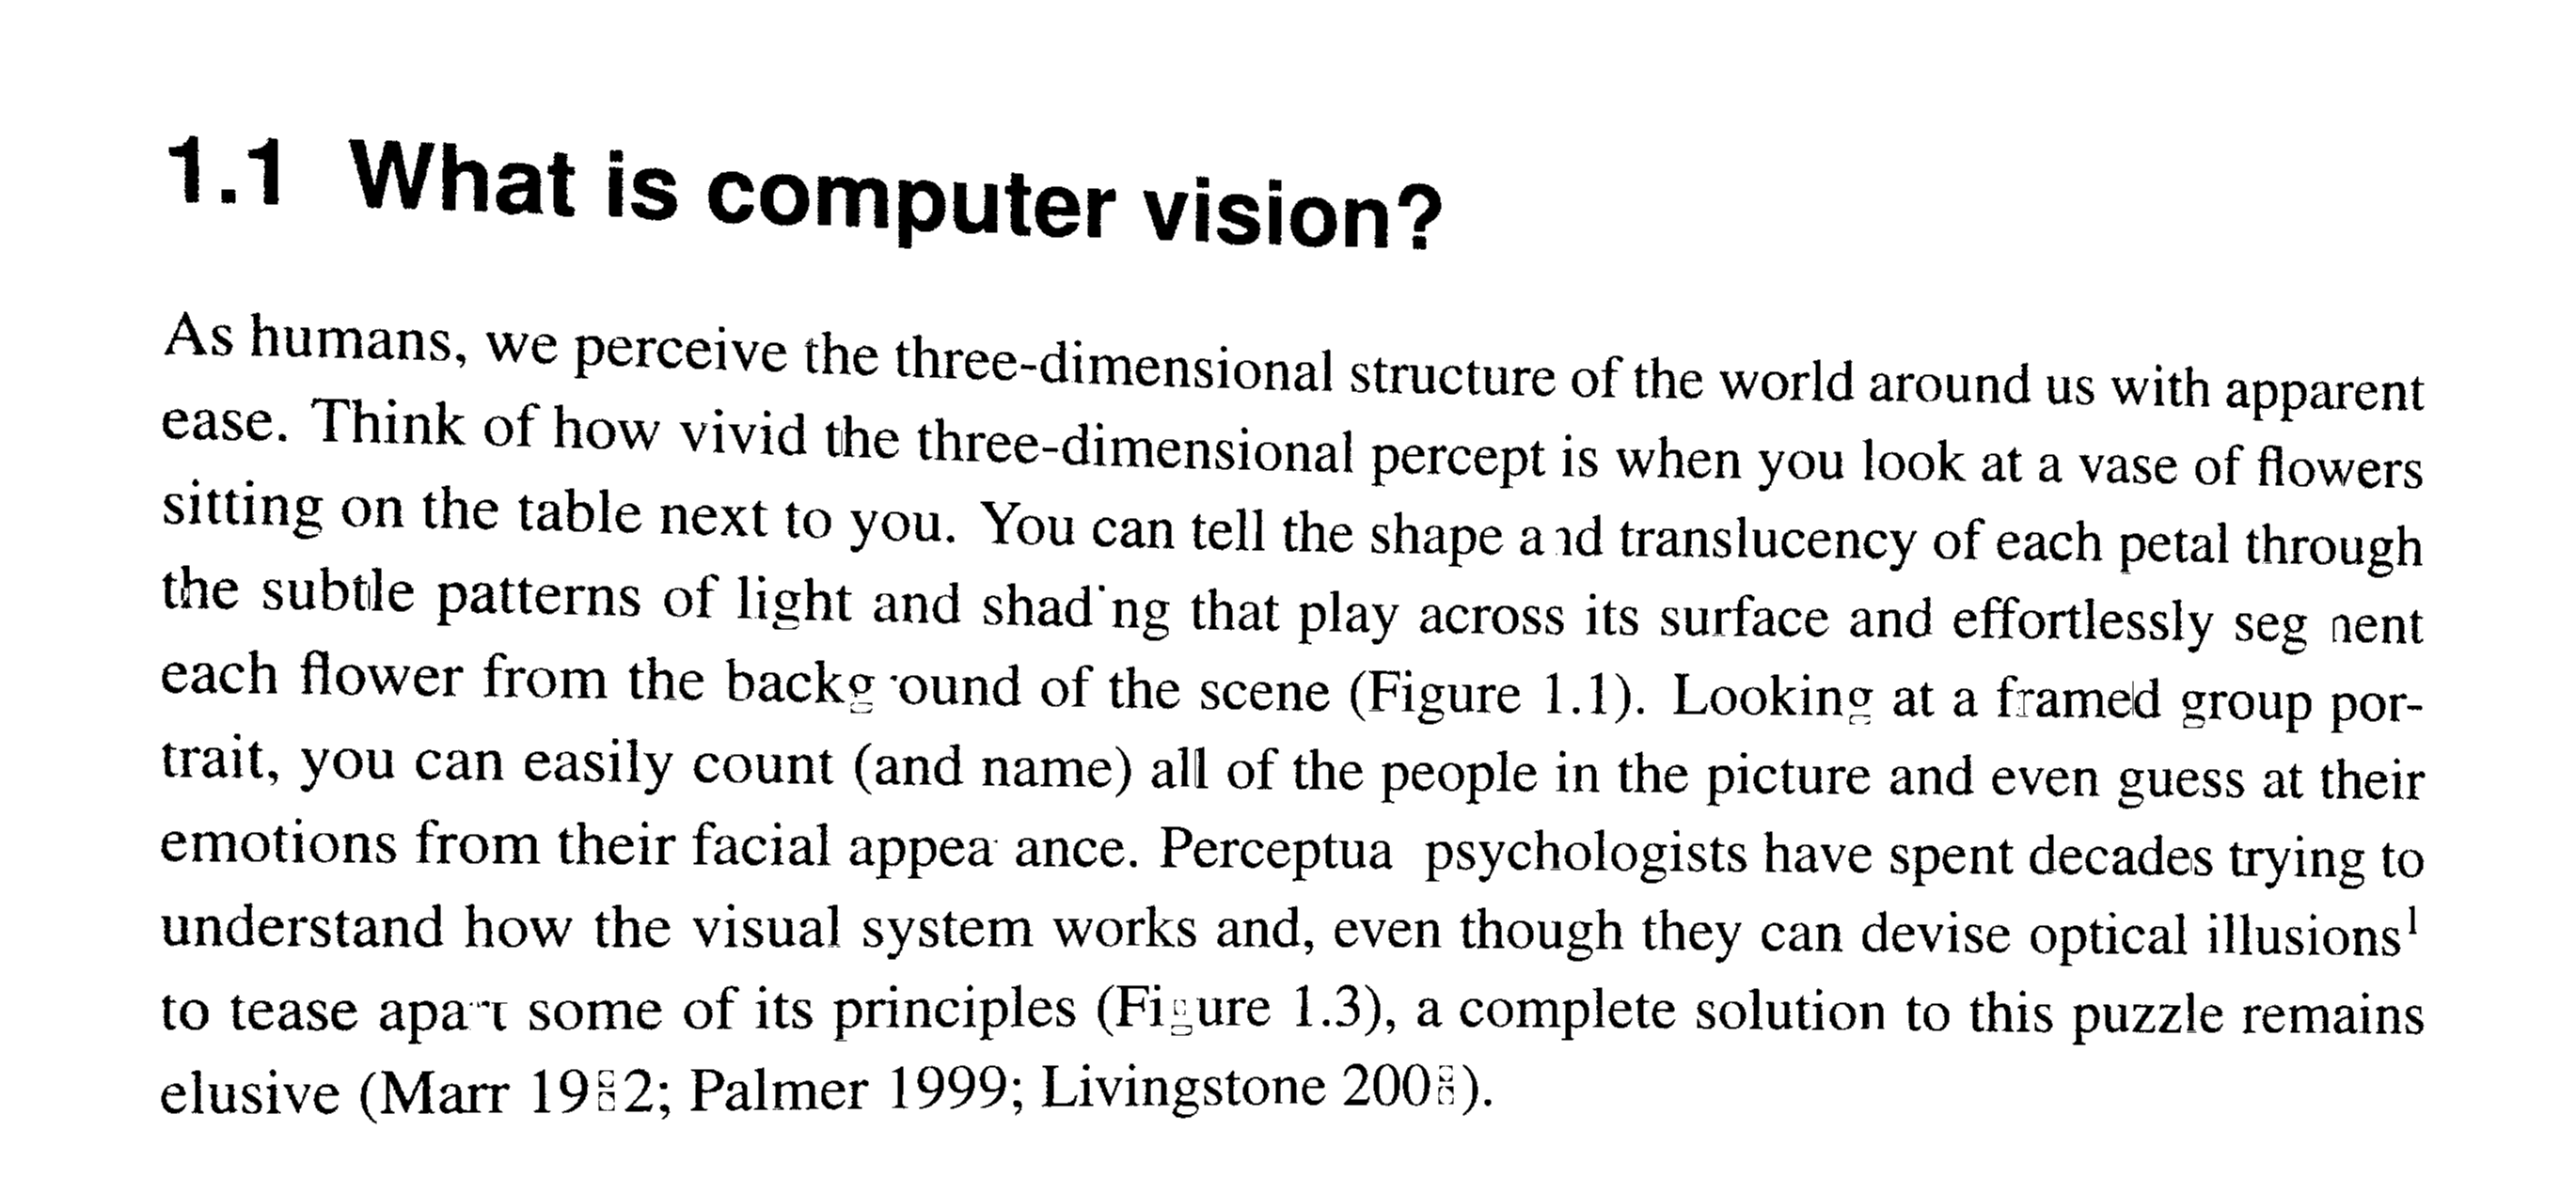 1.1 What is computer vision?
As humans, we perceive the three-dimensional structure of the world around us with apparent
ease. Think of how vivid the three-dimensional percept is when you look at a vase of flowers
sitting on the table next to you. You can tell the shape and translucency of each petal through
the subtle patterns of light and shading that play across its surface and effortlessly segment
each flower from the background of the scene (Figure 1.1). Looking at a framed group por-
trait, you can easily count (and name) all of the people in the picture and even guess at their
emotions from their facial appearance. Perceptual psychologists have spent decades trying to
understand how the visual system works and, even though they can devise optical illusions¹
to tease apart some of its principles (Figure 1.3), a complete solution to this puzzle remains
elusive (Marr 1982; Palmer 1999; Livingstone 2008).